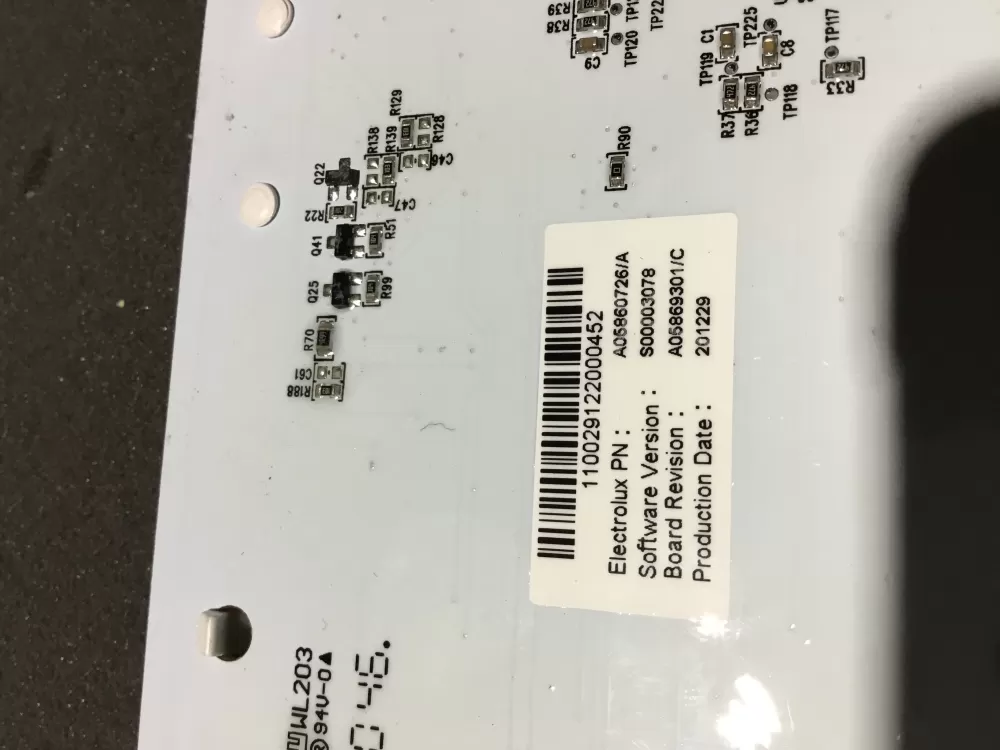 R39
R38
C9
TP120
TP119
C1
TP225
C8
TP117
R33
TP118
R37
R36
R129
R128
R138
R139
C46
C47
Q22
R22
Q41
R51
Q25
R99
R70
C61
R188
R90
110029122000452
Electrolux PN : A05860726/A
Software Version : S00003078
Board Revision : A05869301/C
Production Date : 201229
WL203
94V-0